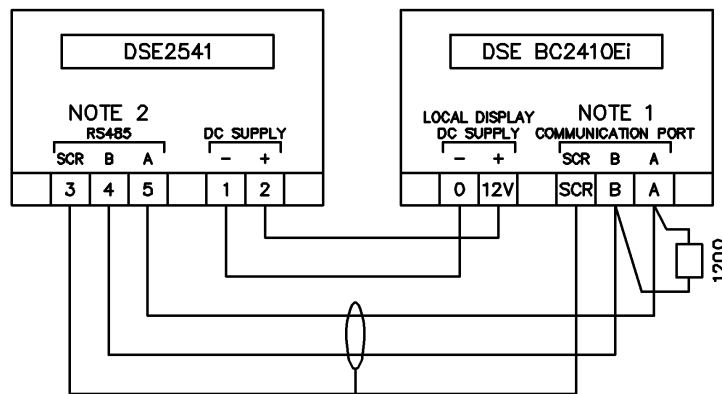 DSE2541
NOTE 2
RS485
DC SUPPLY
SCR B A
- +
3 4 5 1 2
DSE BC2410Ei
LOCAL DISPLAY
DC SUPPLY
NOTE 1
COMMUNICATION PORT
- +
SCR B A
0 12V SCR B A
120Ω